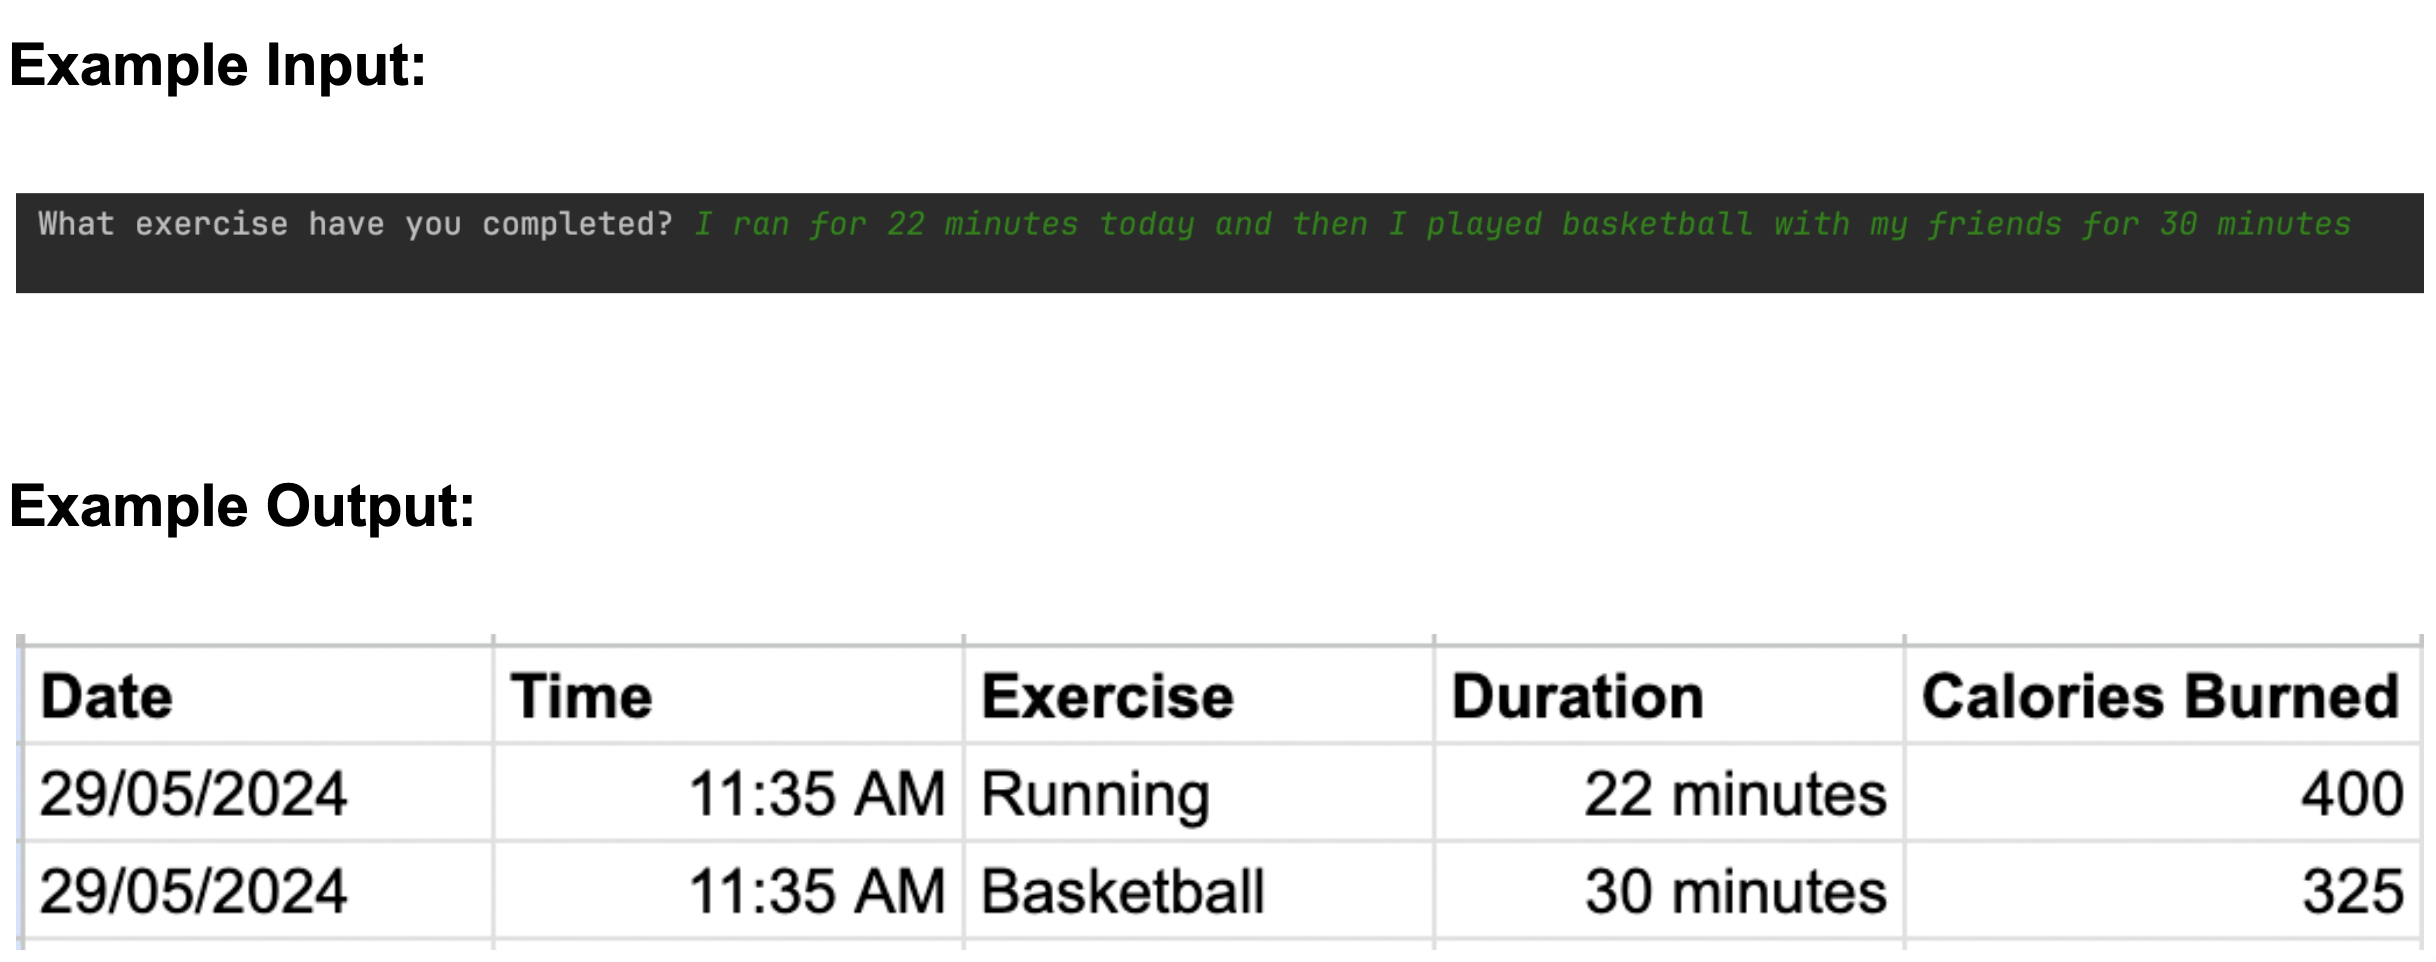 Example Input:
What exercise have you completed? I ran for 22 minutes today and then I played basketball with my friends for 30 minutes
Example Output:
Date Time Exercise Duration Calories Burned
29/05/2024 11:35 AM Running 22 minutes 400
29/05/2024 11:35 AM Basketball 30 minutes 325